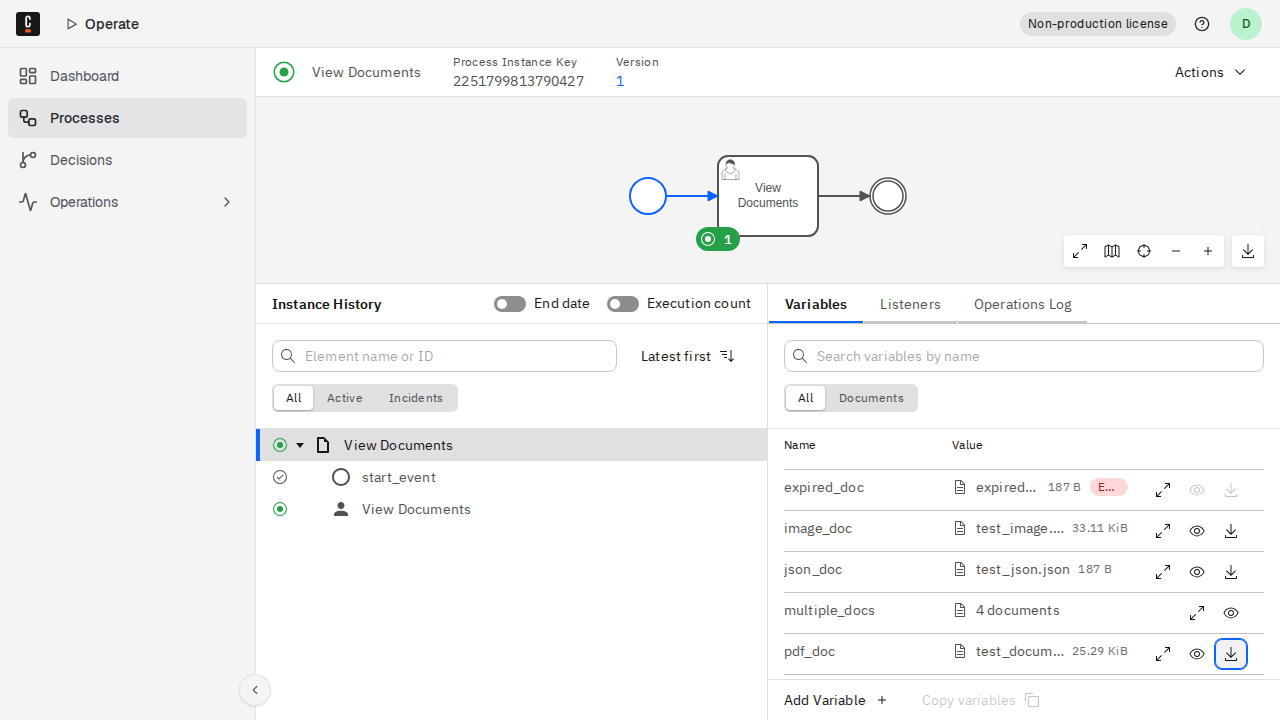 Operate
Non-production license
D
Dashboard
Processes
Decisions
Operations
View Documents
Process Instance Key
2251799813790427
Version
1
Actions
View
Documents
1
Instance History
End date
Execution count
Variables
Listeners
Operations Log
Element name or ID
Latest first
Search variables by name
All
Active
Incidents
All
Documents
View Documents
start_event
View Documents
Name
Value
expired_doc
expired...
187 B
E...
image_doc
test_image....
33.11 KiB
json_doc
test_json.json
187 B
multiple_docs
4 documents
pdf_doc
test_docum...
25.29 KiB
Add Variable
Copy variables